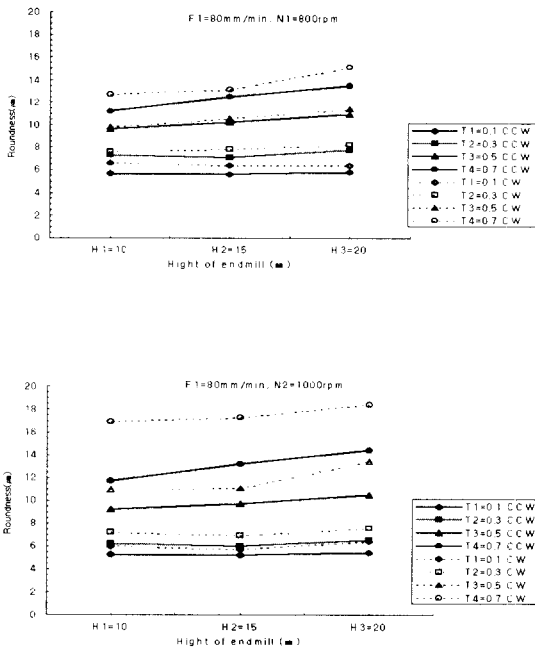 F1=80mm/min, N1=800rpm
20
18
16
14
12
10
8
6
4
2
0
Roundness(㎛)
H1=10 H2=15 H3=20
Hight of endmill(㎜)
T1=0.1 CCW
T2=0.3 CCW
T3=0.5 CCW
T4=0.7 CCW
T1=0.1 CW
T2=0.3 CW
T3=0.5 CW
T4=0.7 CW
F1=80mm/min, N2=1000rpm
20
18
16
14
12
10
8
6
4
2
0
Roundness(㎛)
H1=10 H2=15 H3=20
Hight of endmill(㎜)
T1=0.1 CCW
T2=0.3 CCW
T3=0.5 CCW
T4=0.7 CCW
T1=0.1 CW
T2=0.3 CW
T3=0.5 CW
T4=0.7 CW